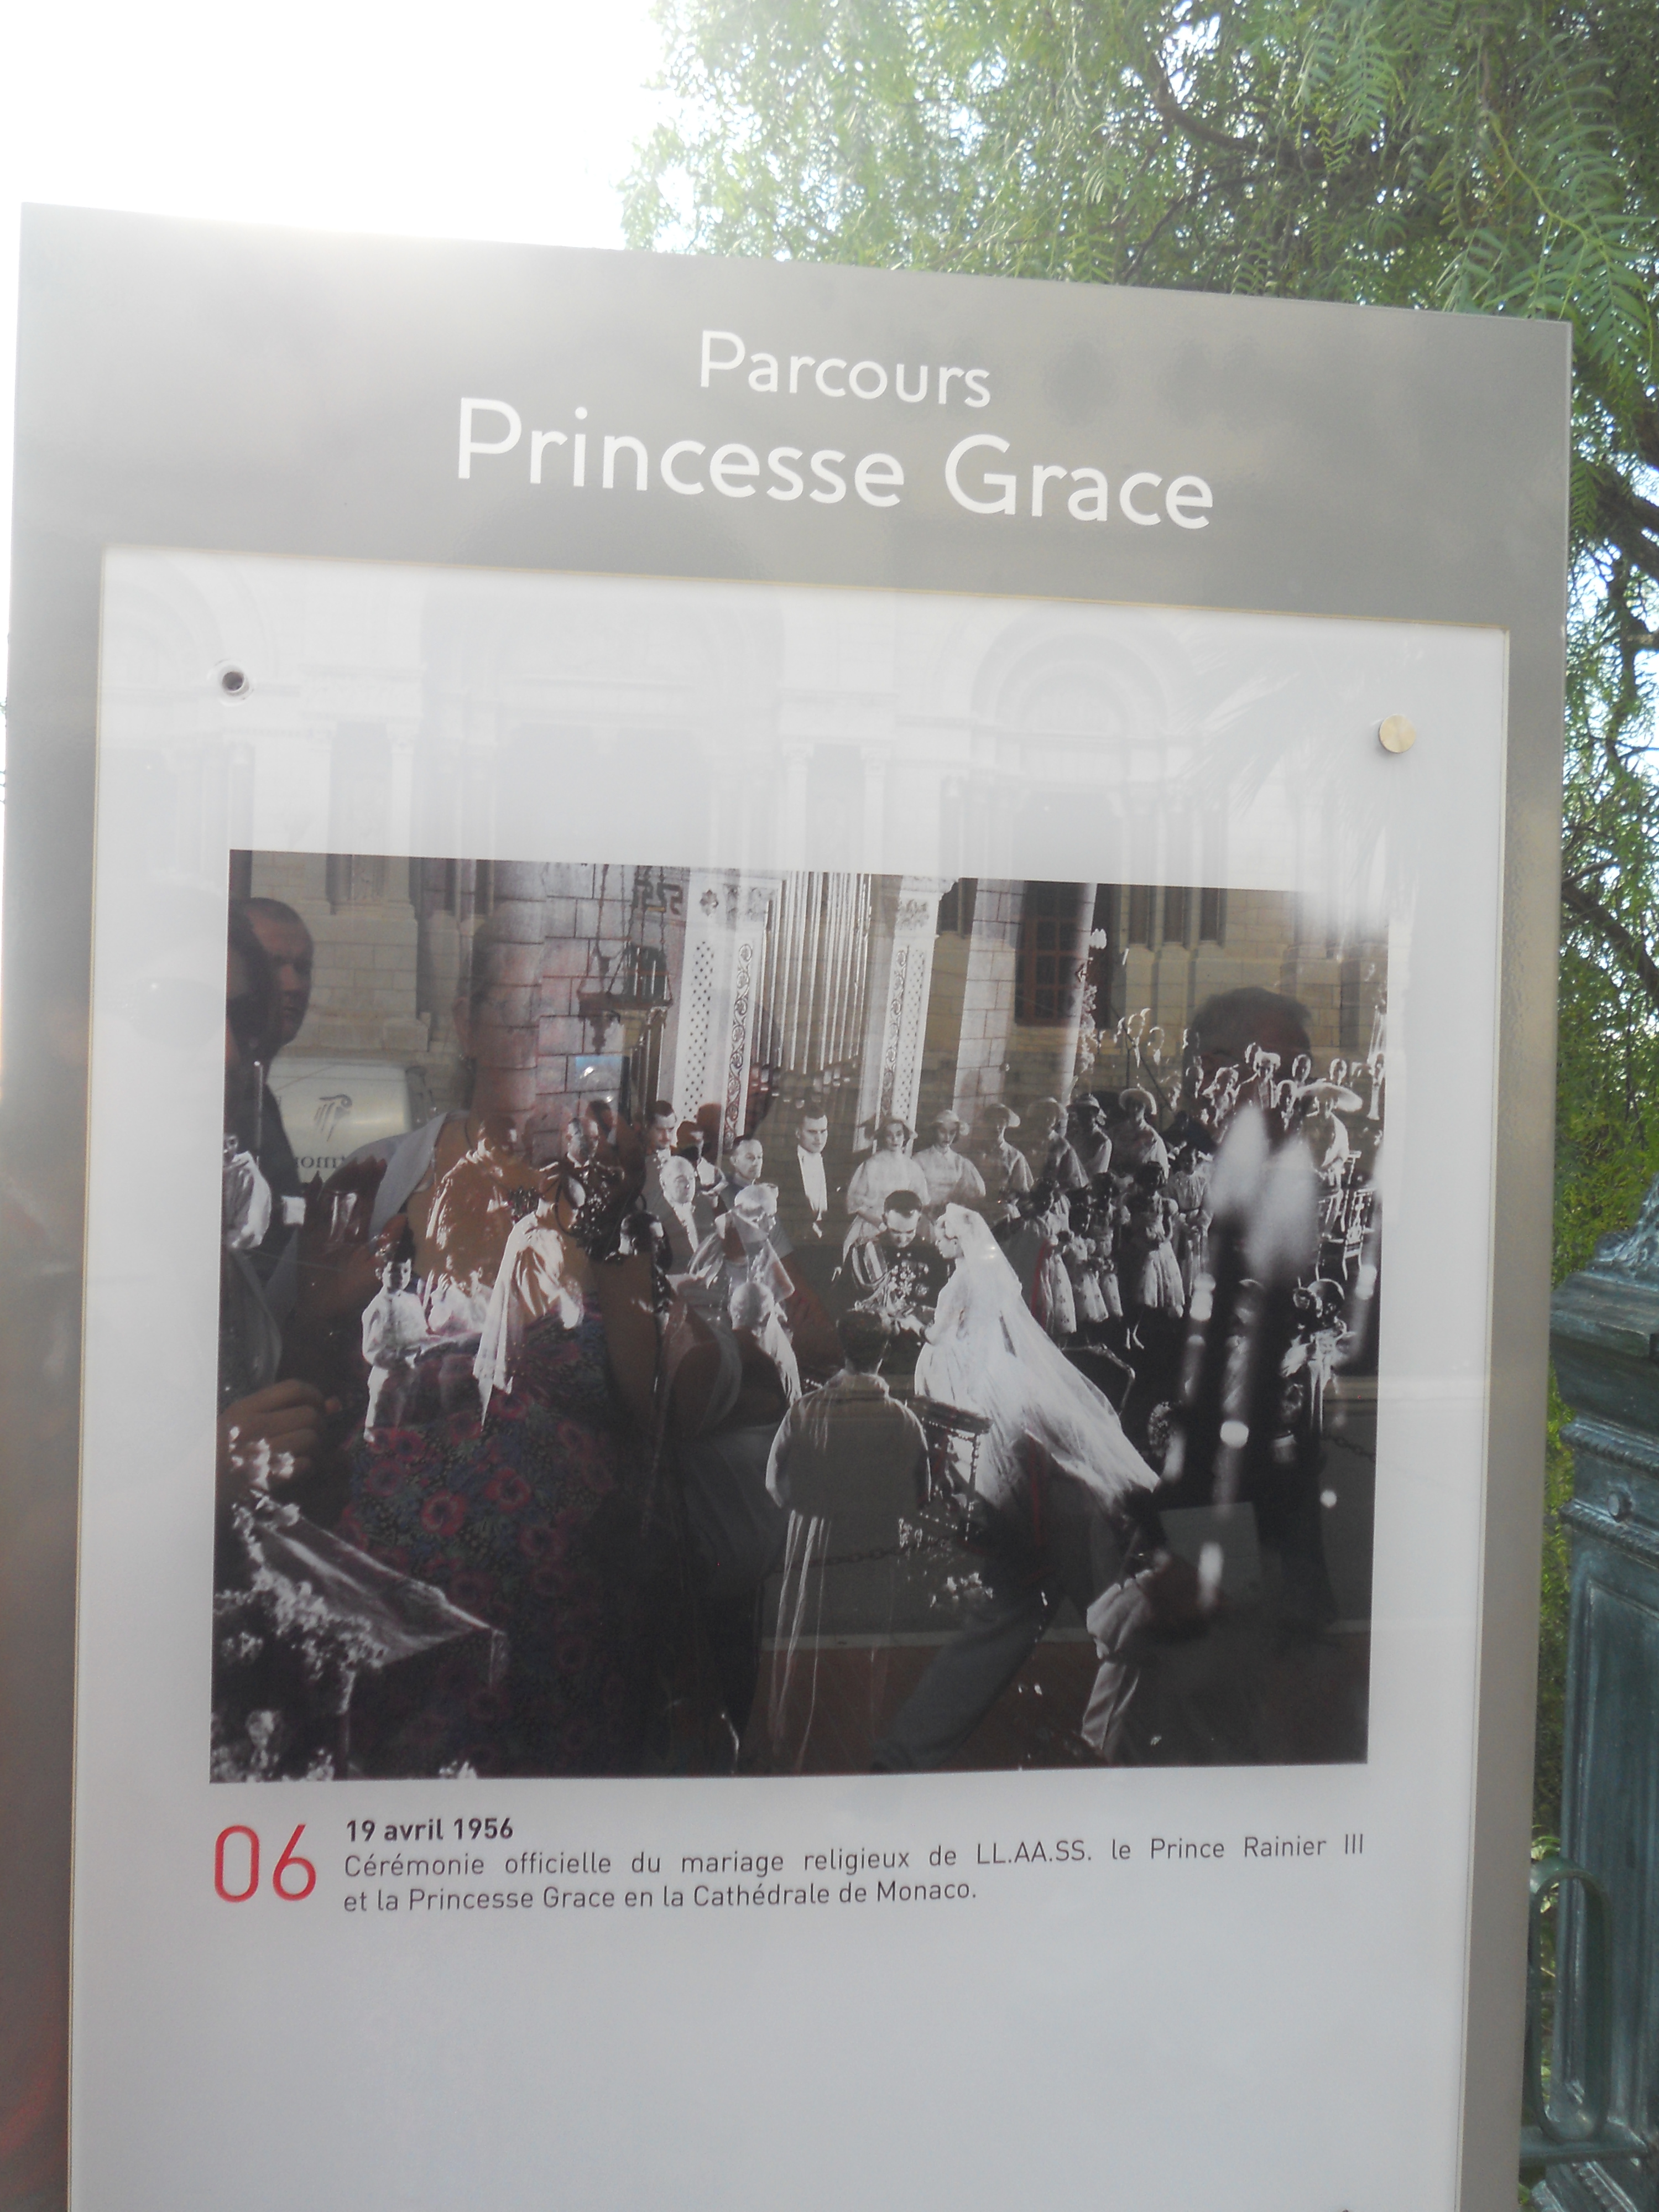 Parcours
Princesse Grace
06
19 avril 1956
Cérémonie officielle du mariage religieux de LL.AA.SS. le Prince Rainier III
et la Princesse Grace en la Cathédrale de Monaco.